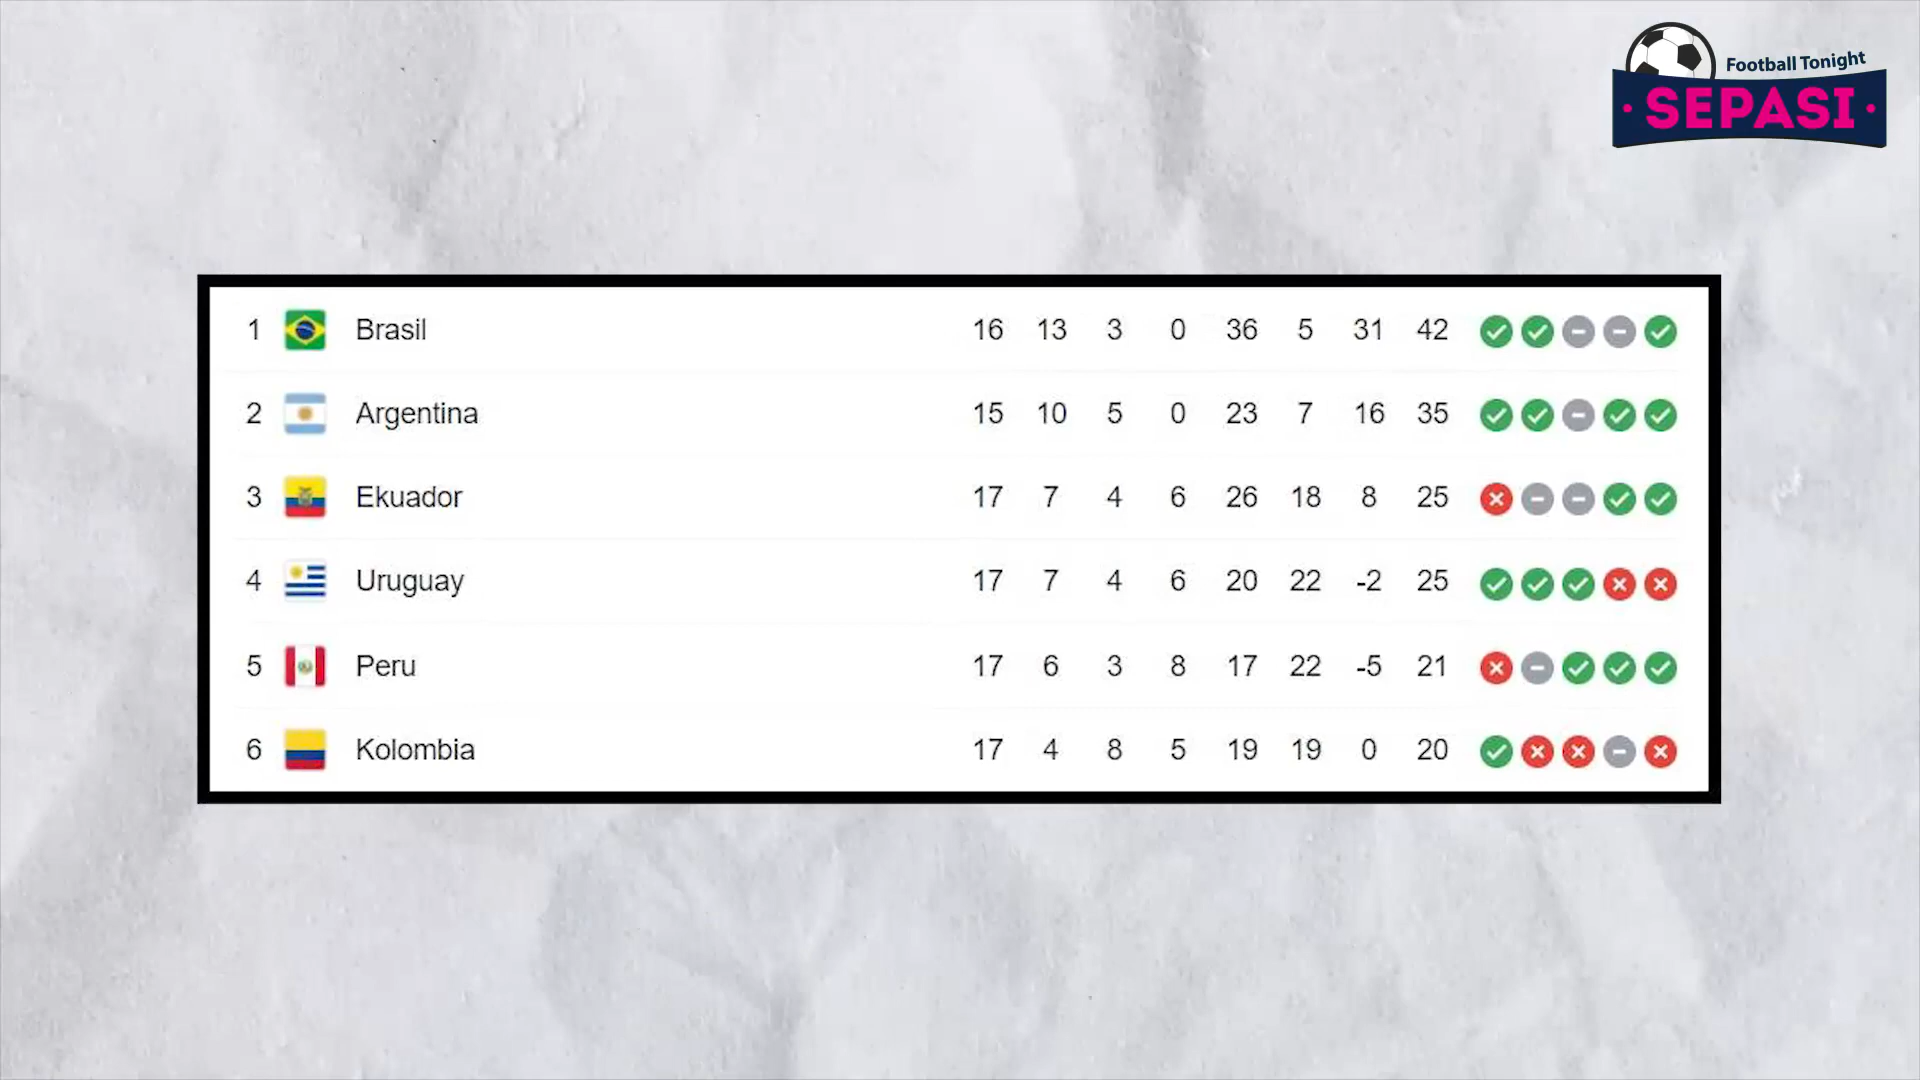 Football Tonight
SEPASI
1 Brasil 16 13 3 0 36 5 31 42
2 Argentina 15 10 5 0 23 7 16 35
3 Ekuador 17 7 4 6 26 18 8 25
4 Uruguay 17 7 4 6 20 22 -2 25
5 Peru 17 6 3 8 17 22 -5 21
6 Kolombia 17 4 8 5 19 19 0 20